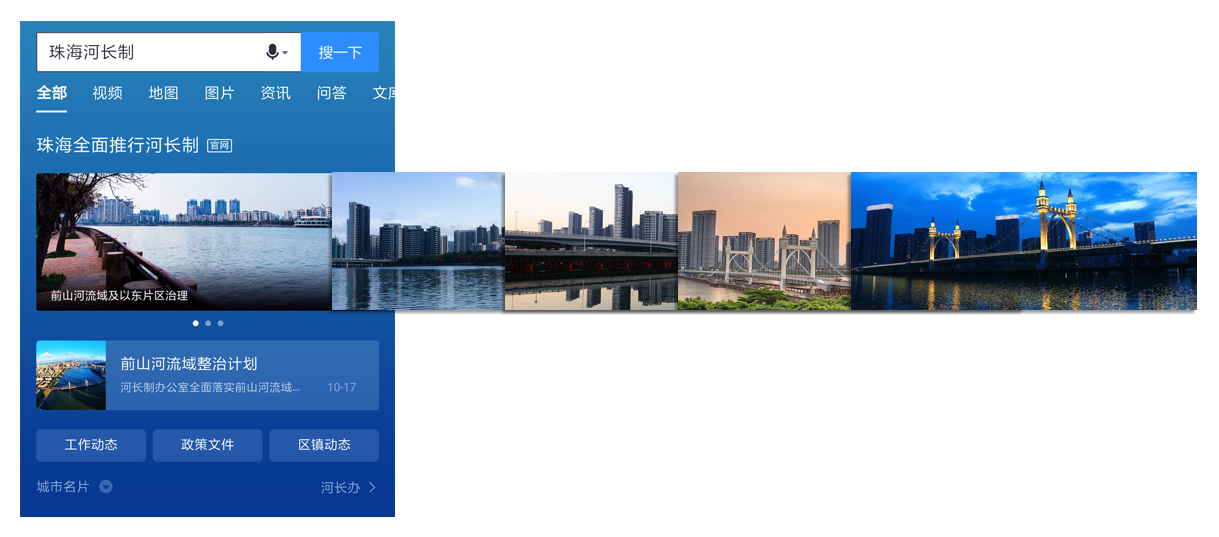 珠海河长制
搜一下
全部 视频 地图 图片 资讯 问答 文库
珠海全面推行河长制 官网
前山河流域及以东片区治理
前山河流域整治计划
河长制办公室全面落实前山河流域... 10-17
工作动态 政策文件 区镇动态
城市名片 河长办